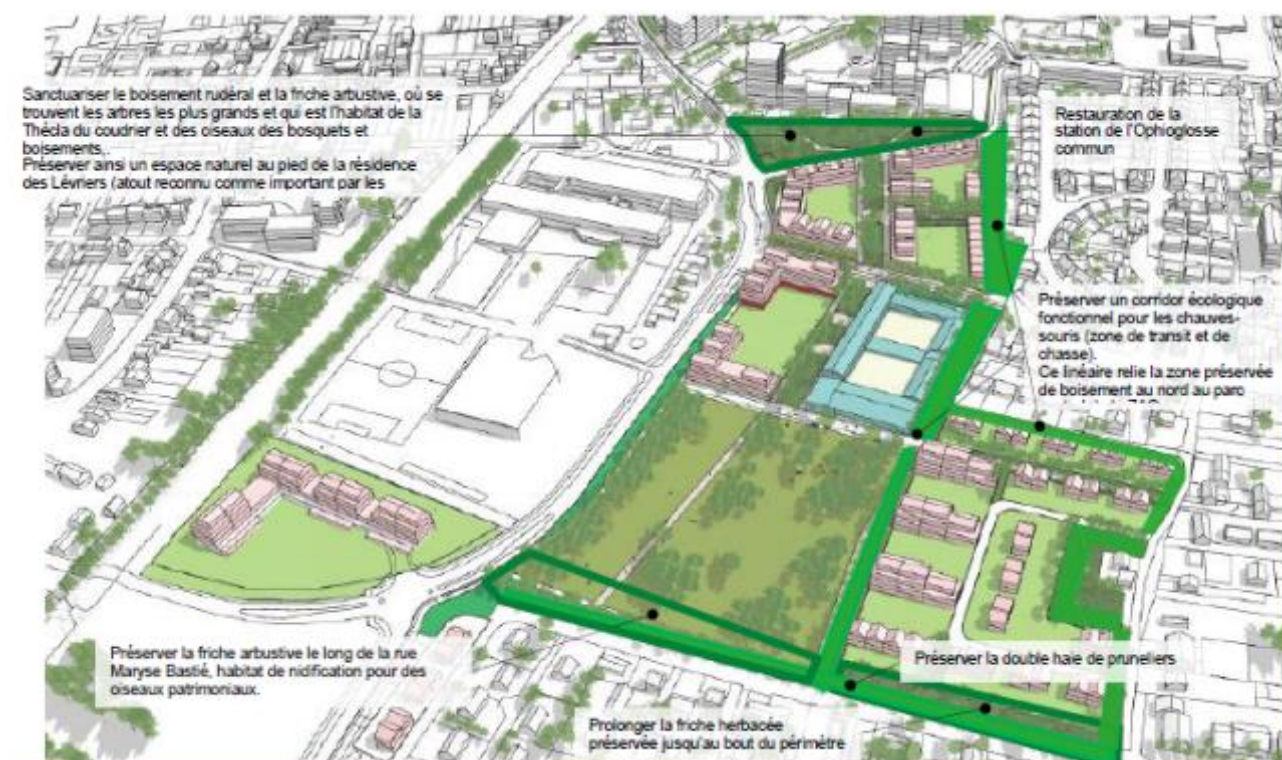 Sanctuariser le boisement rudéral et la friche arbustive, où se
trouvent les arbres les plus grands et qui est l'habitat de la
Thécla du coudrier et des oiseaux des bosquets et
boisements.
Préserver ainsi un espace naturel au pied de la résidence
des Lévriers (atout reconnu comme important par les
Restauration de la
station de l'Ophioglosse
commun
Préserver un corridor écologique
fonctionnel pour les chauves-
souris (zone de transit et de
chasse).
Ce linéaire relie la zone préservée
de boisement au nord au parc
Préserver la friche arbustive le long de la rue
Maryse Bastié, habitat de nidification pour des
oiseaux patrimoniaux.
Préserver la double haie de pruneliers
Prolonger la friche herbacée
préservée jusqu'au bout du périmètre